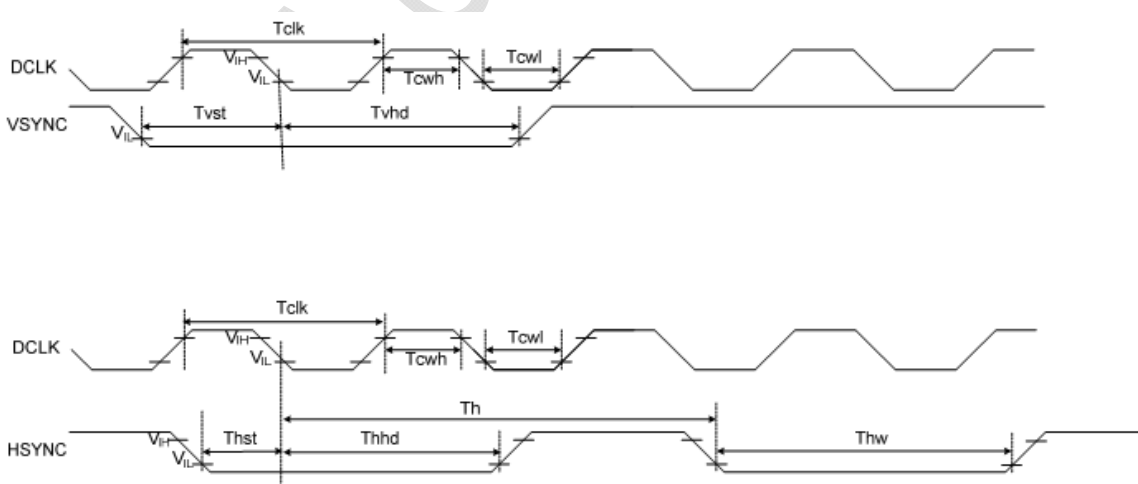 Tclk
DCLK
VIH
VIL
Tcwl
Tcwh
VSYNC
Tvst
Tvhd
VIL
Tclk
DCLK
VIH
VIL
Tcwl
Tcwh
Th
HSYNC
VIH
Thst
Thhd
Thw
VIL